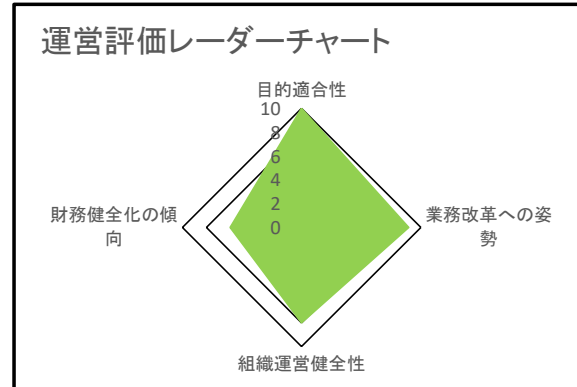 運営評価レーダーチャート
目的適合性
10
8
6
4
2
0
財務健全化の傾
向
業務改革への姿
勢
組織運営健全性